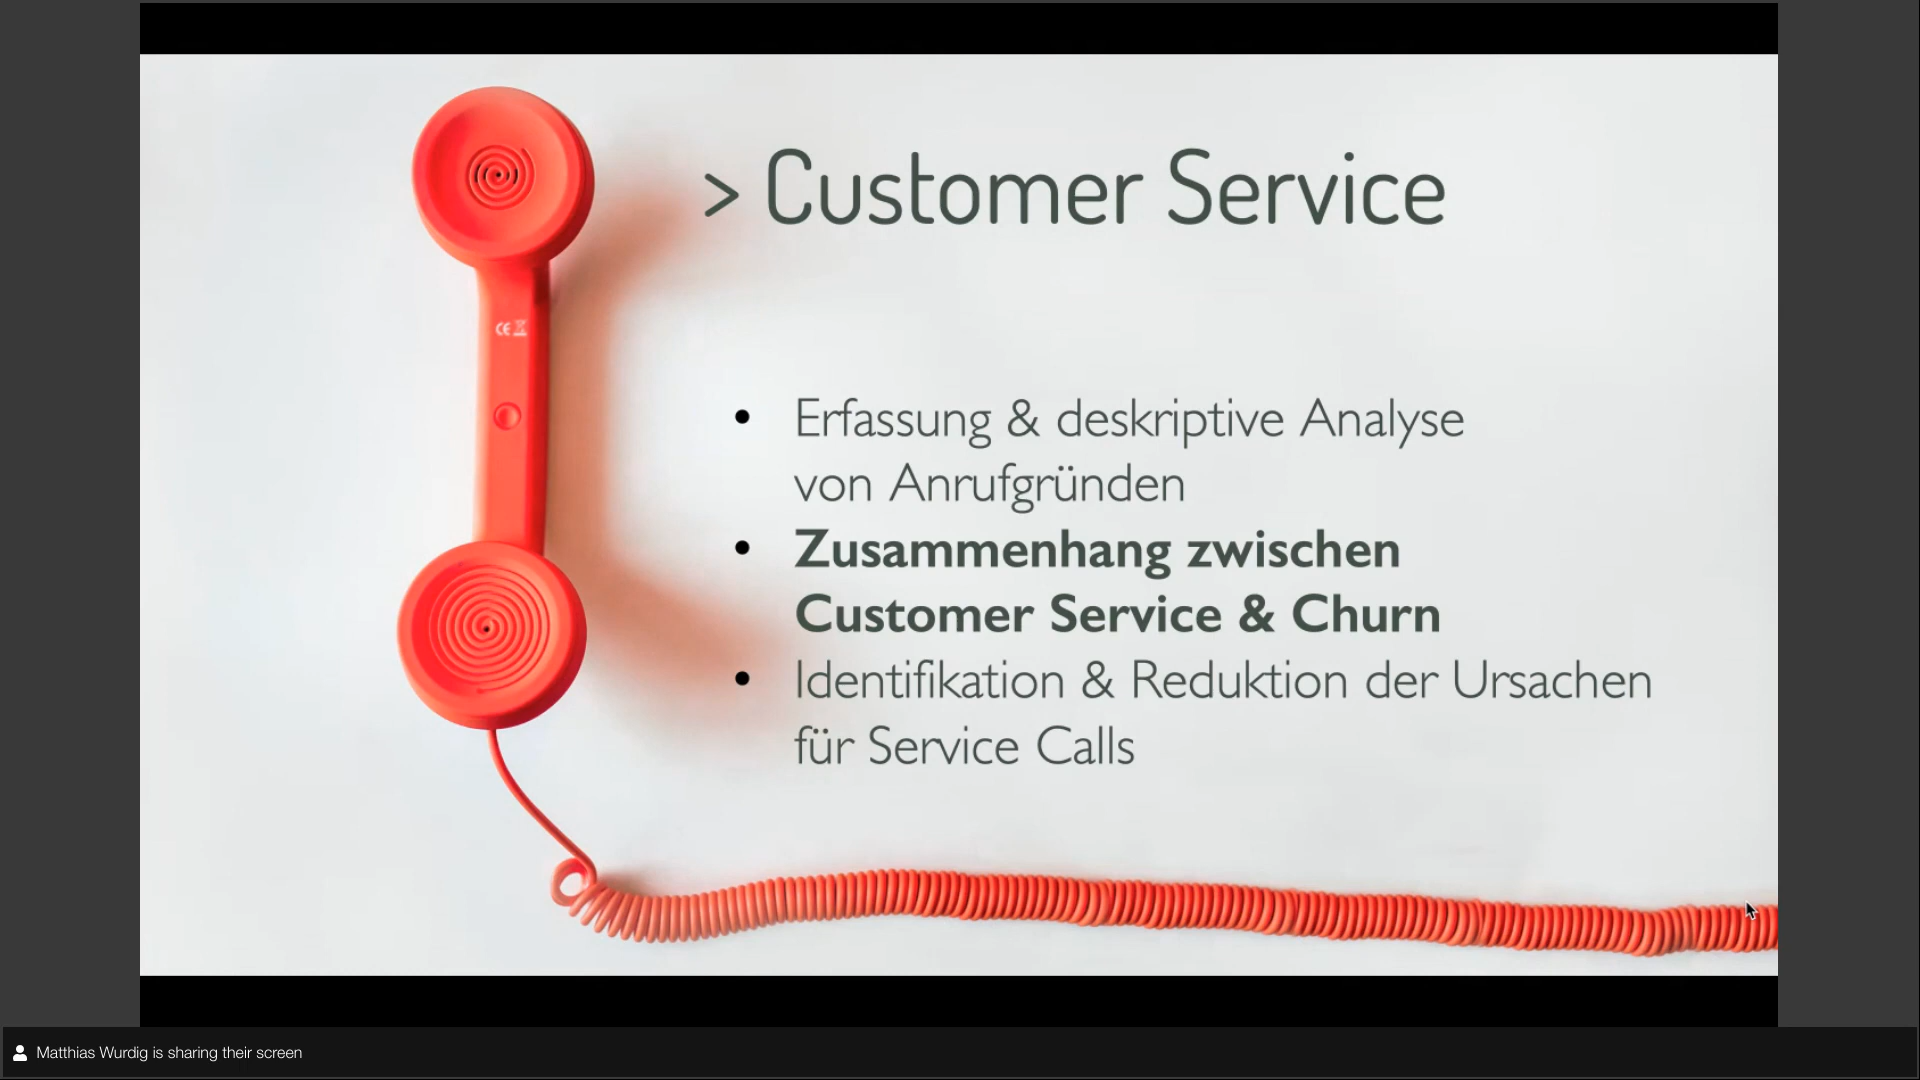 > Customer Service
CE
• Erfassung & deskriptive Analyse
von Anrufgründen
• Zusammenhang zwischen
Customer Service & Churn
• Identifikation & Reduktion der Ursachen
für Service Calls
Matthias Wurdig is sharing their screen